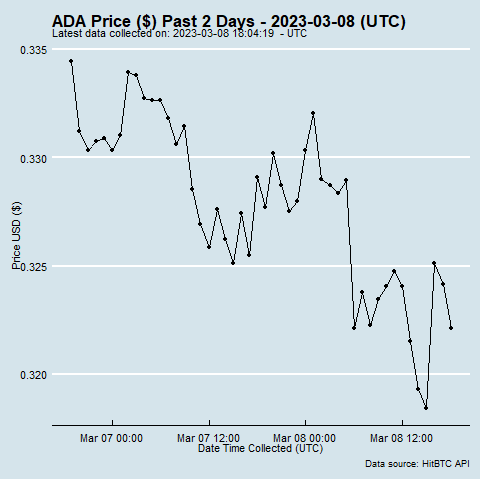 ADA Price ($) Past 2 Days - 2023-03-08 (UTC)
Latest data collected on: 2023-03-08 18:04:19 - UTC
0.335
0.330
0.325
0.320
Price USD ($)
Mar 07 00:00 Mar 07 12:00 Mar 08 00:00 Mar 08 12:00
Date Time Collected (UTC)
Data source: HitBTC API